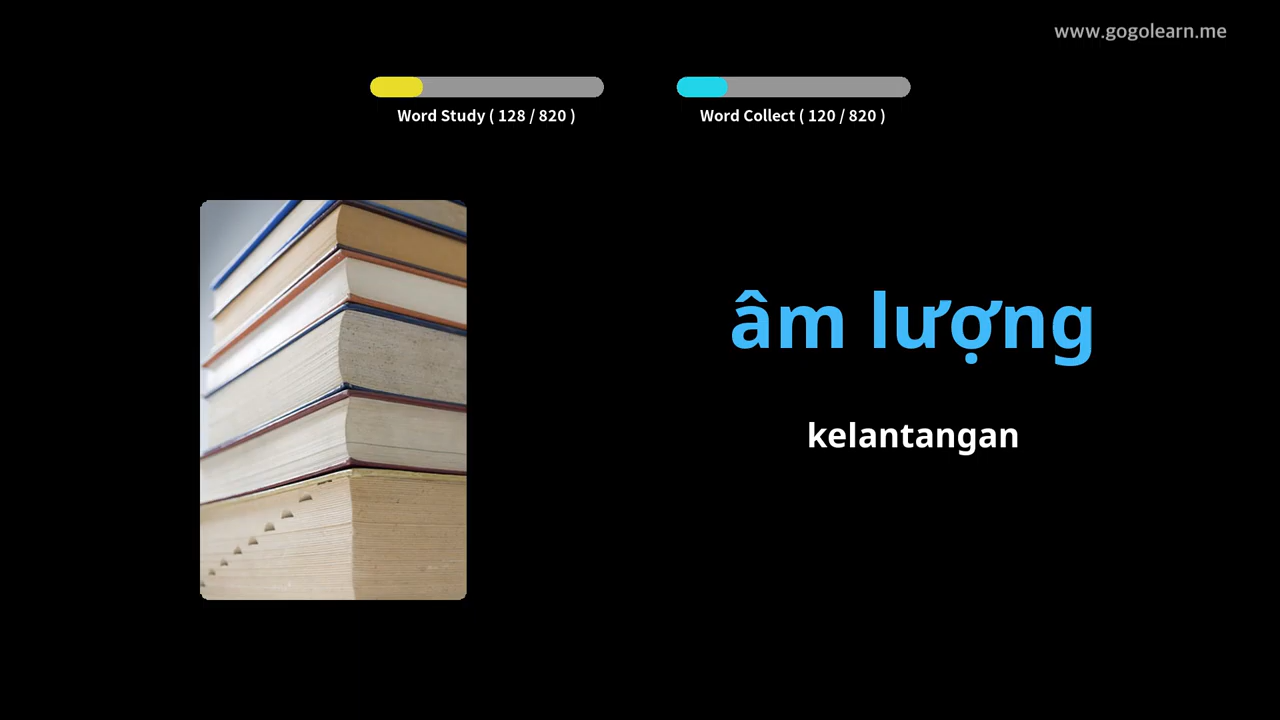 www.gogolearn.me
Word Study ( 128 / 820 )
Word Collect ( 120 / 820 )
âm lượng
kelantangan